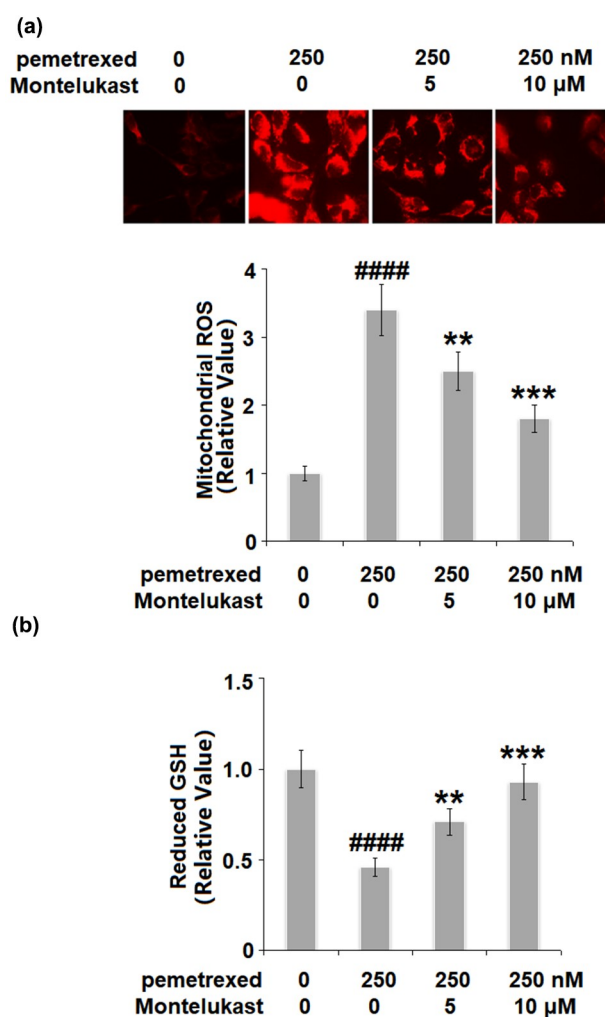 (a)
pemetrexed 0 250 250 250 nM
Montelukast 0 0 5 10 µM
Mitochondrial ROS
(Relative Value)
4
3
2
1
0
####
**
***
pemetrexed 0 250 250 250 nM
Montelukast 0 0 5 10 µM
(b)
Reduced GSH
(Relative Value)
1.5
1.0
0.5
0
####
**
***
pemetrexed 0 250 250 250 nM
Montelukast 0 0 5 10 µM